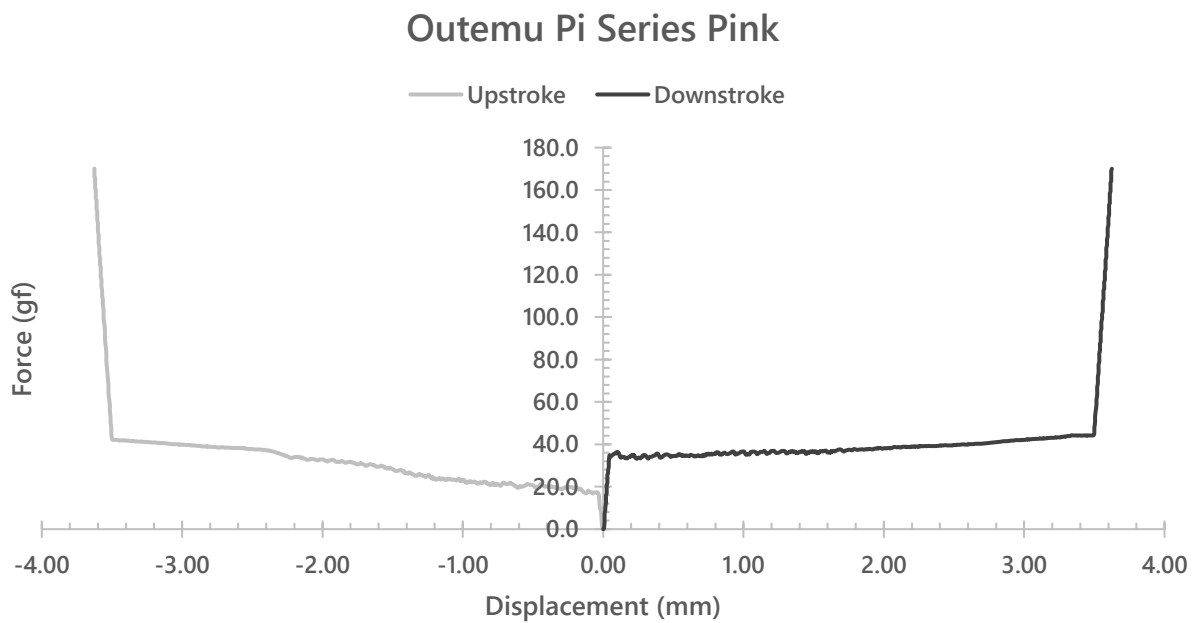 Outemu Pi Series Pink
Upstroke Downstroke
180.0
160.0
140.0
120.0
100.0
80.0
60.0
40.0
20.0
0.0
Force (gf)
-4.00 -3.00 -2.00 -1.00 0.00 1.00 2.00 3.00 4.00
Displacement (mm)